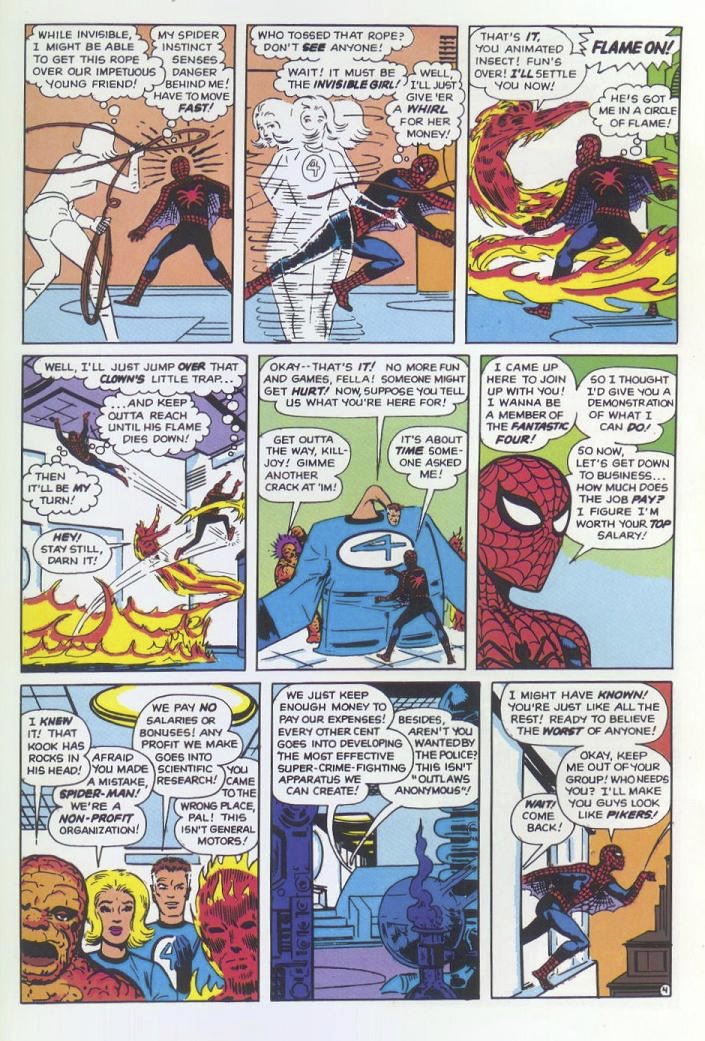 WHILE INVISIBLE,
I MIGHT BE ABLE
TO GET THIS ROPE
OVER OUR IMPETUOUS
YOUNG FRIEND!
MY SPIDER
INSTINCT
SENSES
DANGER
BEHIND ME!
HAVE TO MOVE
FAST!
WHO TOSSED THAT ROPE?
DON'T SEE ANYONE!
WAIT! IT MUST BE
THE INVISIBLE GIRL!
WELL,
I'LL JUST
GIVE 'ER
A WHIRL
FOR HER
MONEY!
4
THAT'S IT,
YOU ANIMATED
INSECT! FUN'S
OVER! I'LL SETTLE
YOU NOW!
FLAME ON!
HE'S GOT
ME IN A CIRCLE
OF FLAME!
WELL, I'LL JUST JUMP OVER THAT
CLOWN'S LITTLE TRAP...
...AND KEEP
OUTTA REACH
UNTIL HIS FLAME
DIES DOWN!
THEN
IT'LL BE MY
TURN!
HEY!
STAY STILL,
DARN IT!
OKAY--THAT'S IT! NO MORE FUN
AND GAMES, FELLA! SOMEONE MIGHT
GET HURT! NOW, SUPPOSE YOU TELL
US WHAT YOU'RE HERE FOR!
GET OUTTA
THE WAY, KILL-
JOY! GIMME
ANOTHER
CRACK AT 'IM!
IT'S ABOUT
TIME SOME-
ONE ASKED
ME!
4
I CAME UP
HERE TO JOIN
UP WITH YOU!
I WANNA BE
A MEMBER OF
THE FANTASTIC
FOUR!
SO I THOUGHT
I'D GIVE YOU A
DEMONSTRATION
OF WHAT I
CAN DO!
SO NOW,
LET'S GET DOWN
TO BUSINESS...
HOW MUCH DOES
THE JOB PAY?
I FIGURE I'M
WORTH YOUR TOP
SALARY!
I KNEW
IT! THAT
KOOK HAS
ROCKS IN
HIS HEAD!
AFRAID
YOU MADE
A MISTAKE,
SPIDER-MAN!
WE'RE A
NON-PROFIT
ORGANIZATION!
WE PAY NO
SALARIES OR
BONUSES! ANY
PROFIT WE MAKE
GOES INTO
SCIENTIFIC
RESEARCH!
YOU
CAME
TO THE
WRONG PLACE,
PAL! THIS
ISN'T GENERAL
MOTORS!
4
WE JUST KEEP
ENOUGH MONEY TO
PAY OUR EXPENSES!
EVERY OTHER CENT
GOES INTO DEVELOPING
THE MOST EFFECTIVE
SUPER-CRIME-FIGHTING
APPARATUS WE
CAN CREATE!
BESIDES,
AREN'T YOU
WANTED BY
THE POLICE?
THIS ISN'T
"OUTLAWS
ANONYMOUS"!
I MIGHT HAVE KNOWN!
YOU'RE JUST LIKE ALL THE
REST! READY TO BELIEVE
THE WORST OF ANYONE!
OKAY, KEEP
ME OUT OF YOUR
GROUP! WHO NEEDS
YOU? I'LL MAKE
YOU GUYS LOOK
LIKE PIKERS!
WAIT!
COME
BACK!
4